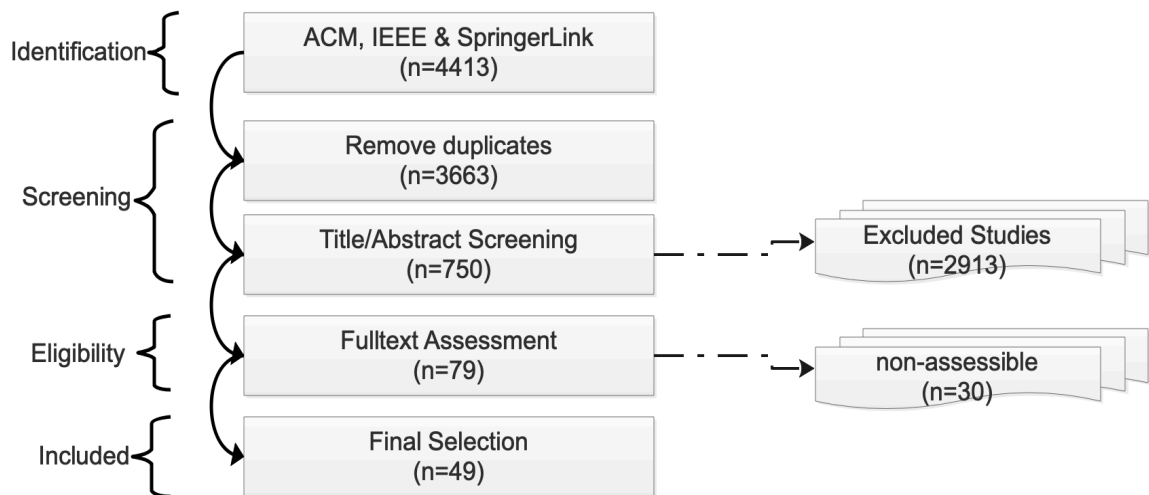 Identification
ACM, IEEE & SpringerLink
(n=4413)
Screening
Remove duplicates
(n=3663)
Title/Abstract Screening
(n=750)
Excluded Studies
(n=2913)
Eligibility
Fulltext Assessment
(n=79)
non-assessible
(n=30)
Included
Final Selection
(n=49)